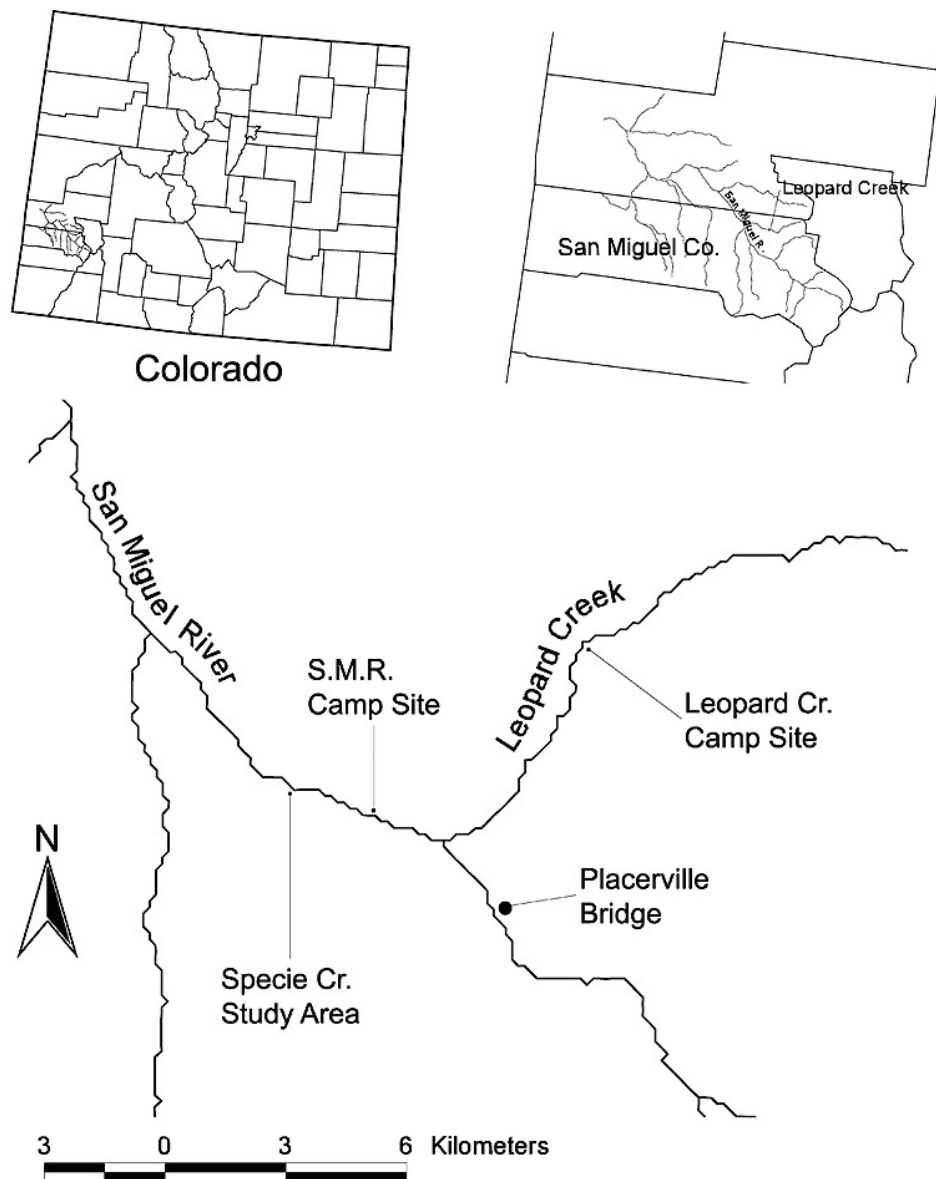 Colorado
Leopard Creek
San Miguel R.
San Miguel Co.
San Miguel River
Leopard Creek
S.M.R.
Camp Site
Leopard Cr.
Camp Site
N
Placerville
Bridge
Specie Cr.
Study Area
3 0 3 6 Kilometers